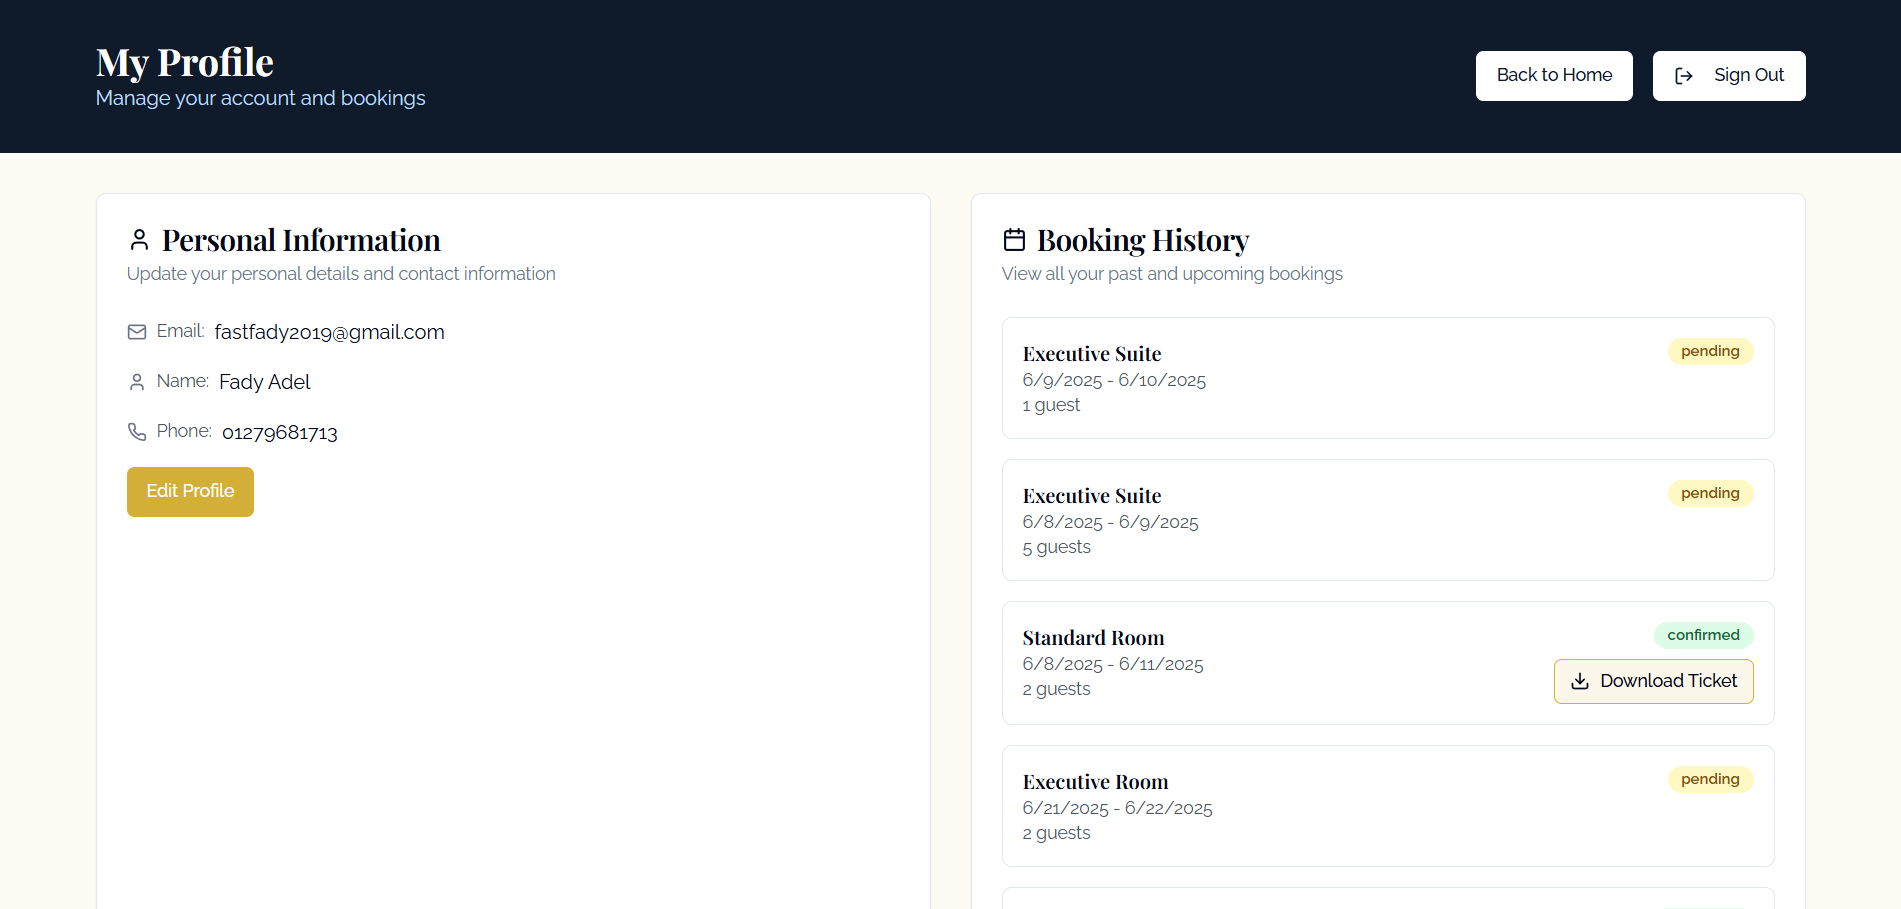 My Profile
Manage your account and bookings
Back to Home
Sign Out
Personal Information
Update your personal details and contact information
Email: fastfady2019@gmail.com
Name: Fady Adel
Phone: 01279681713
Edit Profile
Booking History
View all your past and upcoming bookings
Executive Suite
pending
6/9/2025 - 6/10/2025
1 guest
Executive Suite
pending
6/8/2025 - 6/9/2025
5 guests
Standard Room
confirmed
6/8/2025 - 6/11/2025
2 guests
Download Ticket
Executive Room
pending
6/21/2025 - 6/22/2025
2 guests